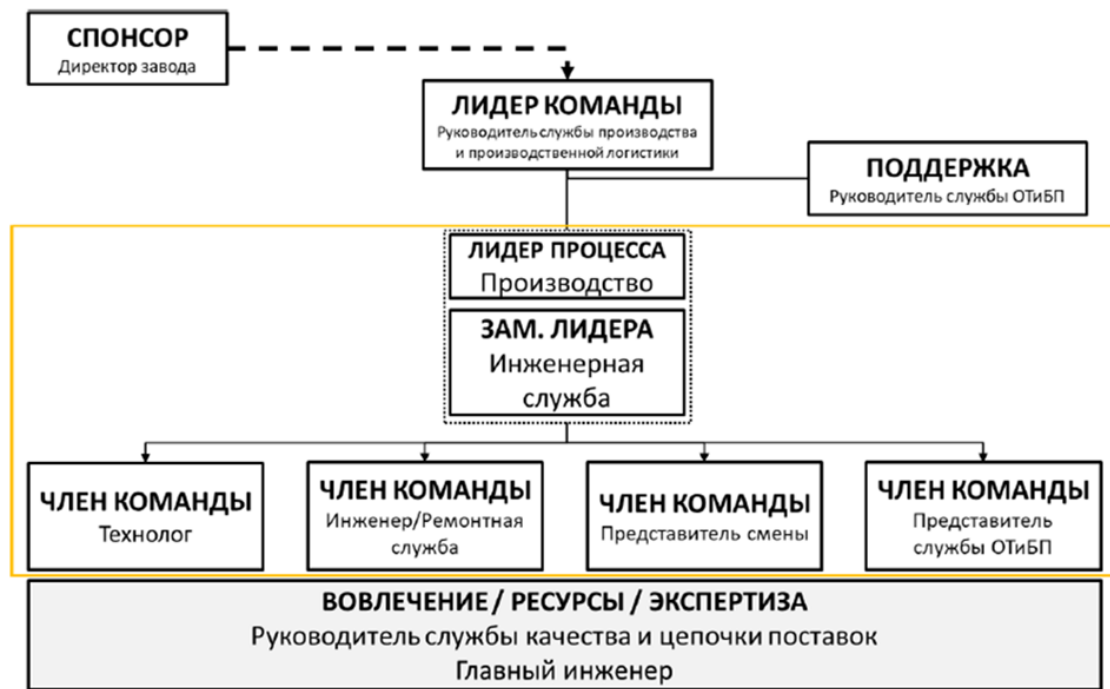 СПОНСОР
Директор завода
ЛИДЕР КОМАНДЫ
Руководитель службы производства
и производственной логистики
ПОДДЕРЖКА
Руководитель службы ОТиБП
ЛИДЕР ПРОЦЕССА
Производство
ЗАМ. ЛИДЕРА
Инженерная
служба
ЧЛЕН КОМАНДЫ
Технолог
ЧЛЕН КОМАНДЫ
Инженер/Ремонтная
служба
ЧЛЕН КОМАНДЫ
Представитель смены
ЧЛЕН КОМАНДЫ
Представитель
службы ОТиБП
ВОВЛЕЧЕНИЕ / РЕСУРСЫ / ЭКСПЕРТИЗА
Руководитель службы качества и цепочки поставок
Главный инженер